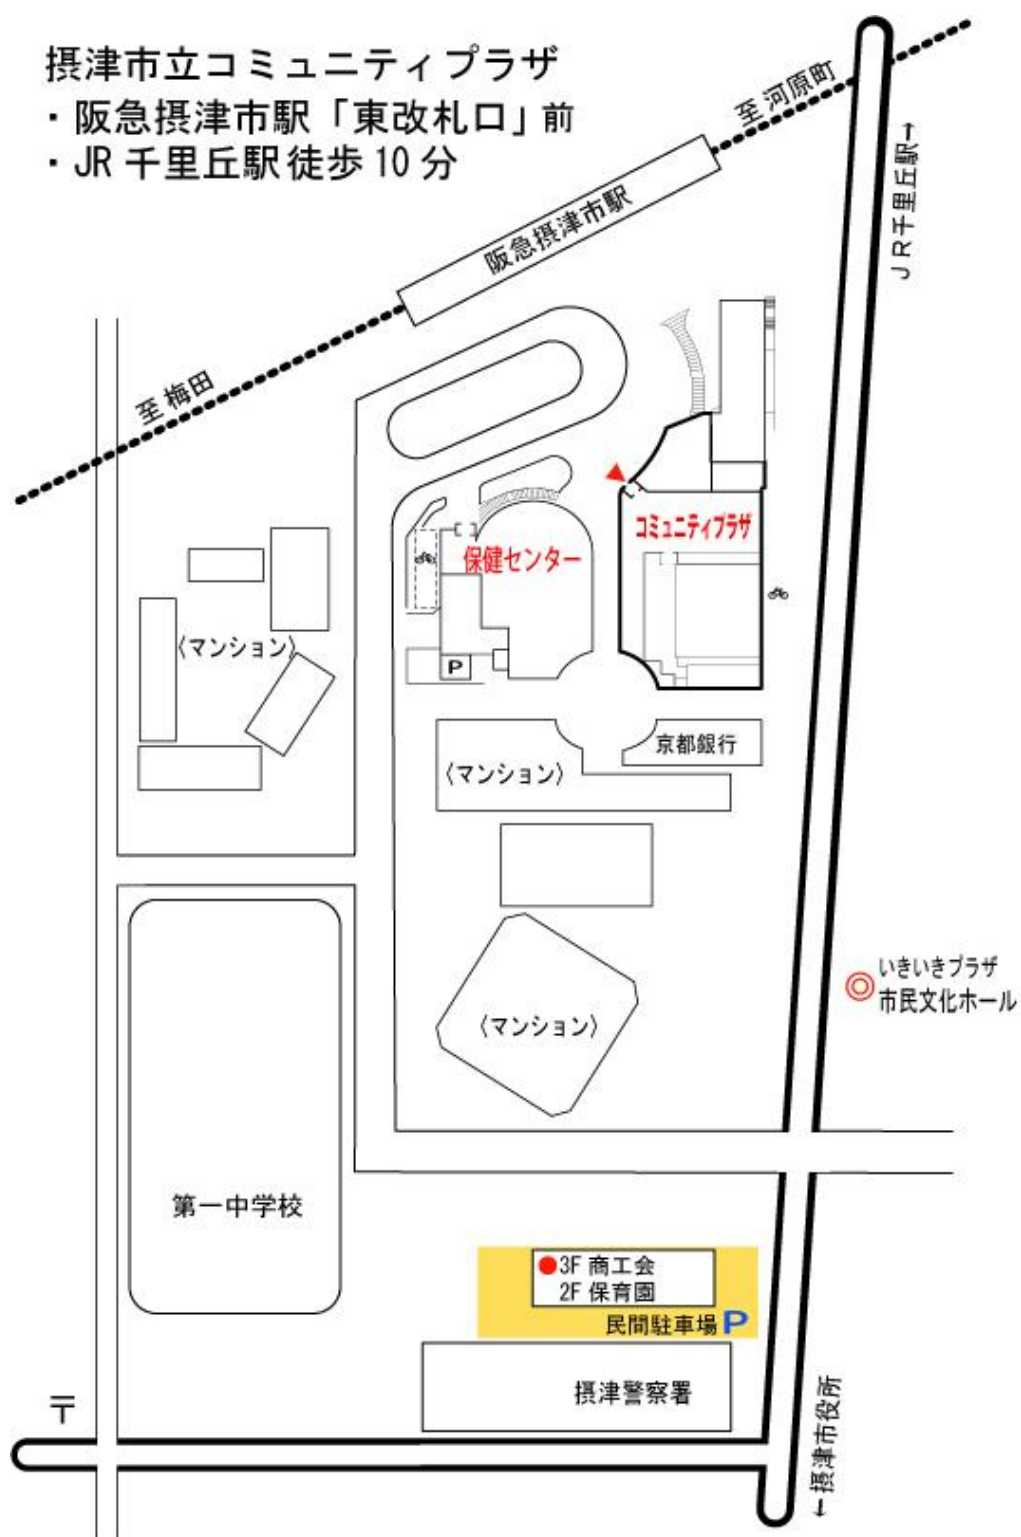 摂津市立コミュニティプラザ
・阪急摂津市駅「東改札口」前
・JR 千里丘駅 徒歩 10 分
至 河原町
JR千里丘駅→
阪急摂津市駅
至 梅田
コミュニティプラザ
保健センター
〈マンション〉
P
京都銀行
〈マンション〉
いきいきプラザ
市民文化ホール
〈マンション〉
第一中学校
3F 商工会
2F 保育園
民間駐車場 P
摂津警察署
〒
←摂津市役所